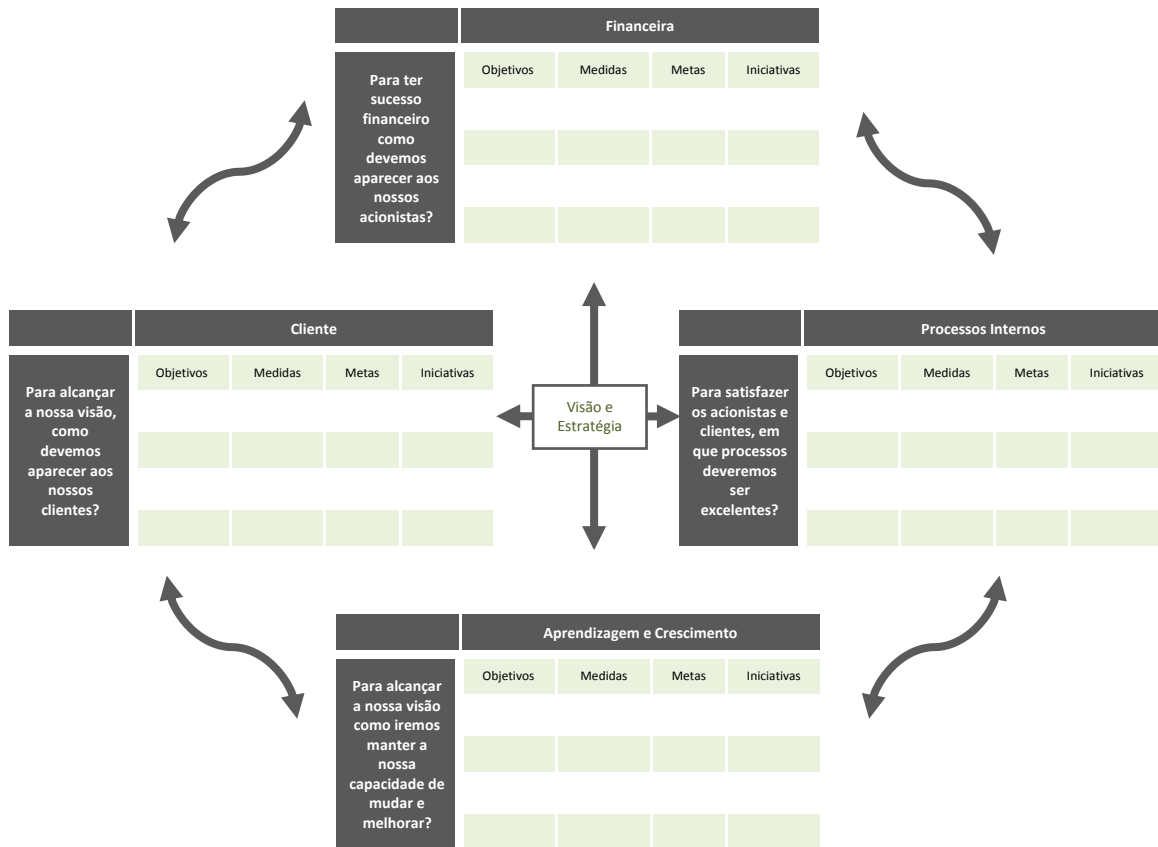 Financeira
Para ter
sucesso
financeiro
como
devemos
aparecer aos
nossos
acionistas?
Objetivos Medidas Metas Iniciativas
Cliente
Para alcançar
a nossa visão,
como
devemos
aparecer aos
nossos
clientes?
Objetivos Medidas Metas Iniciativas
Visão e
Estratégia
Processos Internos
Para satisfazer
os acionistas e
clientes, em
que processos
deveremos
ser
excelentes?
Objetivos Medidas Metas Iniciativas
Aprendizagem e Crescimento
Para alcançar
a nossa visão
como iremos
manter a
nossa
capacidade de
mudar e
melhorar?
Objetivos Medidas Metas Iniciativas